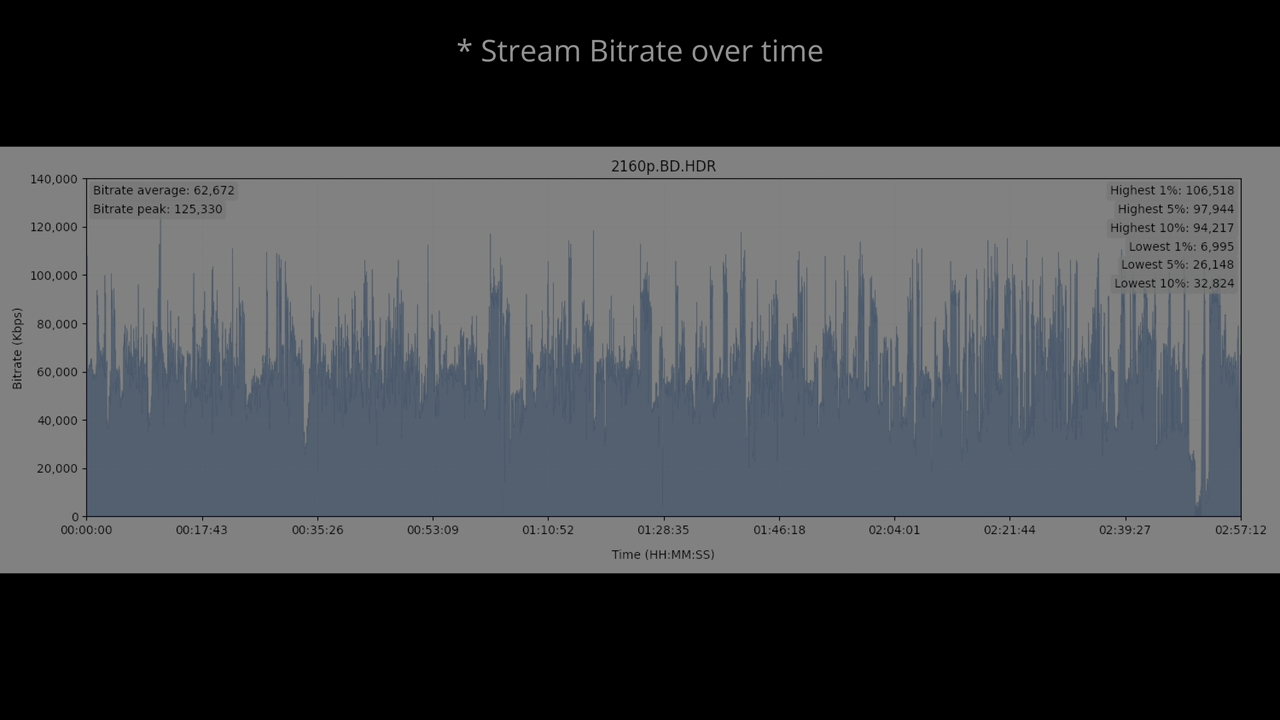 * Stream Bitrate over time
2160p.BD.HDR
Bitrate average: 62,672
Bitrate peak: 125,330
Highest 1%: 106,518
Highest 5%: 97,944
Highest 10%: 94,217
Lowest 1%: 6,995
Lowest 5%: 26,148
Lowest 10%: 32,824
Bitrate (Kbps)
140,000
120,000
100,000
80,000
60,000
40,000
20,000
0
00:00:00
00:17:43
00:35:26
00:53:09
01:10:52
01:28:35
01:46:18
02:04:01
02:21:44
02:39:27
02:57:12
Time (HH:MM:SS)